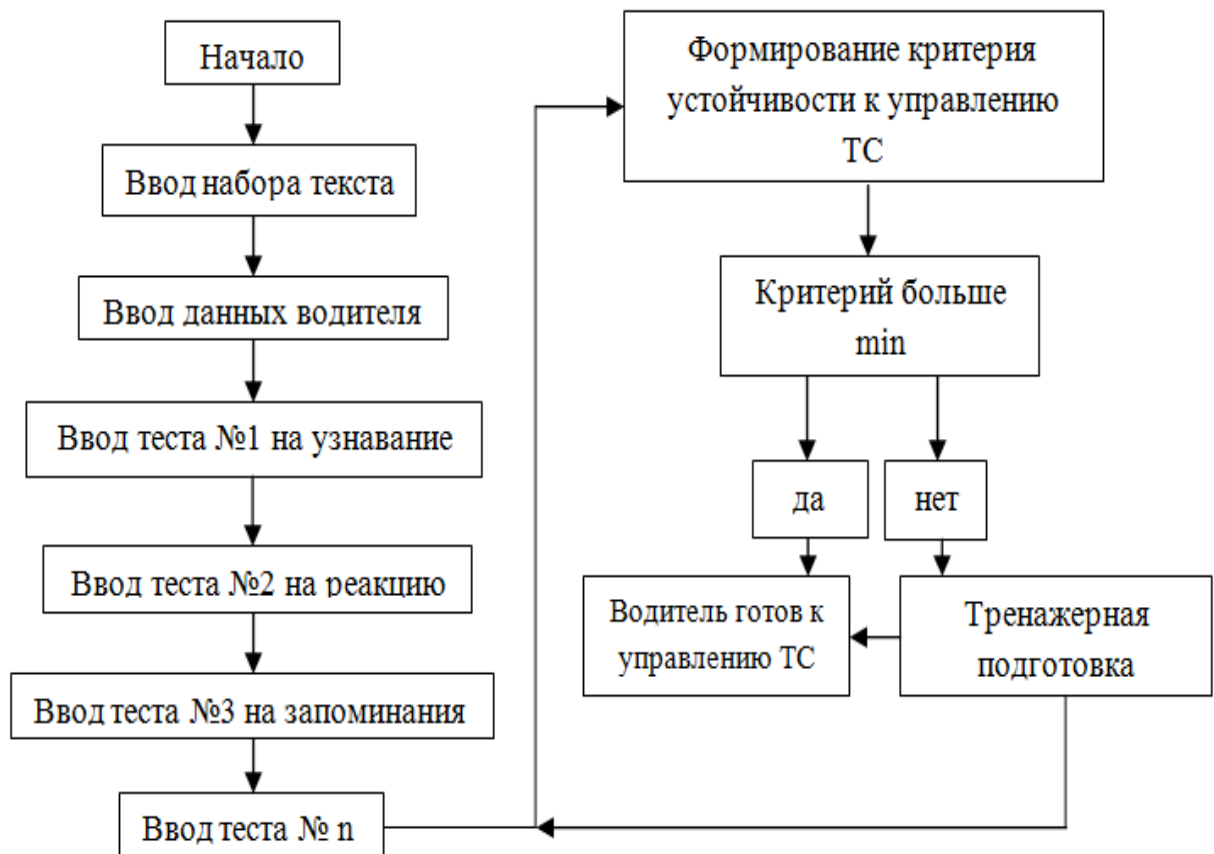 Начало
Ввод набора текста
Ввод данных водителя
Ввод теста №1 на узнавание
Ввод теста №2 на реакцию
Ввод теста №3 на запоминания
Ввод теста № n
Формирование критерия
устойчивости к управлению
ТС
Критерий больше
min
да
нет
Водитель готов к
управлению ТС
Тренажерная
подготовка